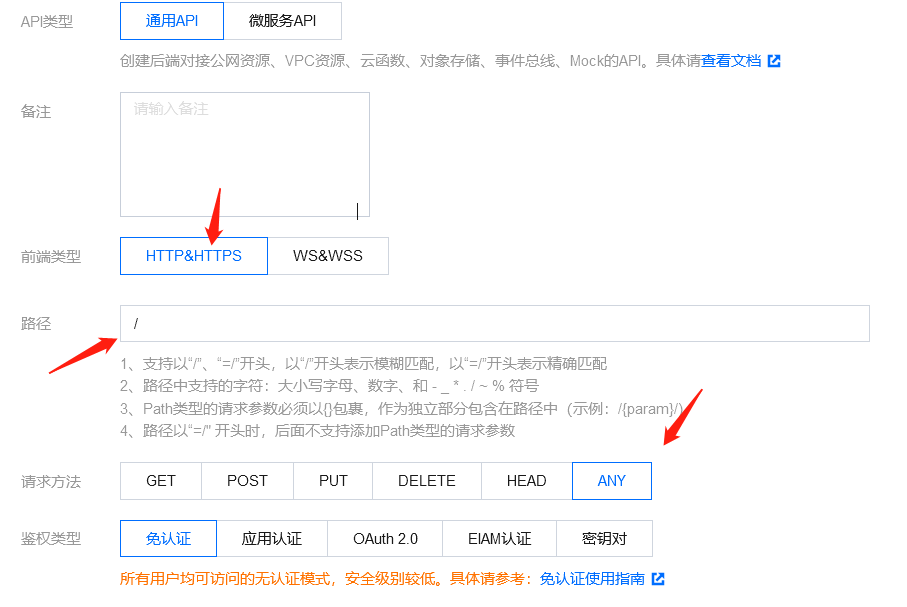 API类型 通用API 微服务API
创建后端对接公网资源、VPC资源、云函数、对象存储、事件总线、Mock的API。具体请查看文档
备注 请输入备注
前端类型 HTTP&HTTPS WS&WSS
路径 /
1、支持以“/”、“=/”开头，以“/”开头表示模糊匹配，以“=/”开头表示精确匹配
2、路径中支持的字符：大小写字母、数字、和 - _ * . / ~ % 符号
3、Path类型的请求参数必须以{}包裹，作为独立部分包含在路径中（示例：/{param}/）
4、路径以“=/” 开头时，后面不支持添加Path类型的请求参数
请求方法 GET POST PUT DELETE HEAD ANY
鉴权类型 免认证 应用认证 OAuth 2.0 EIAM认证 密钥对
所有用户均可访问的无认证模式，安全级别较低。具体请参考：免认证使用指南